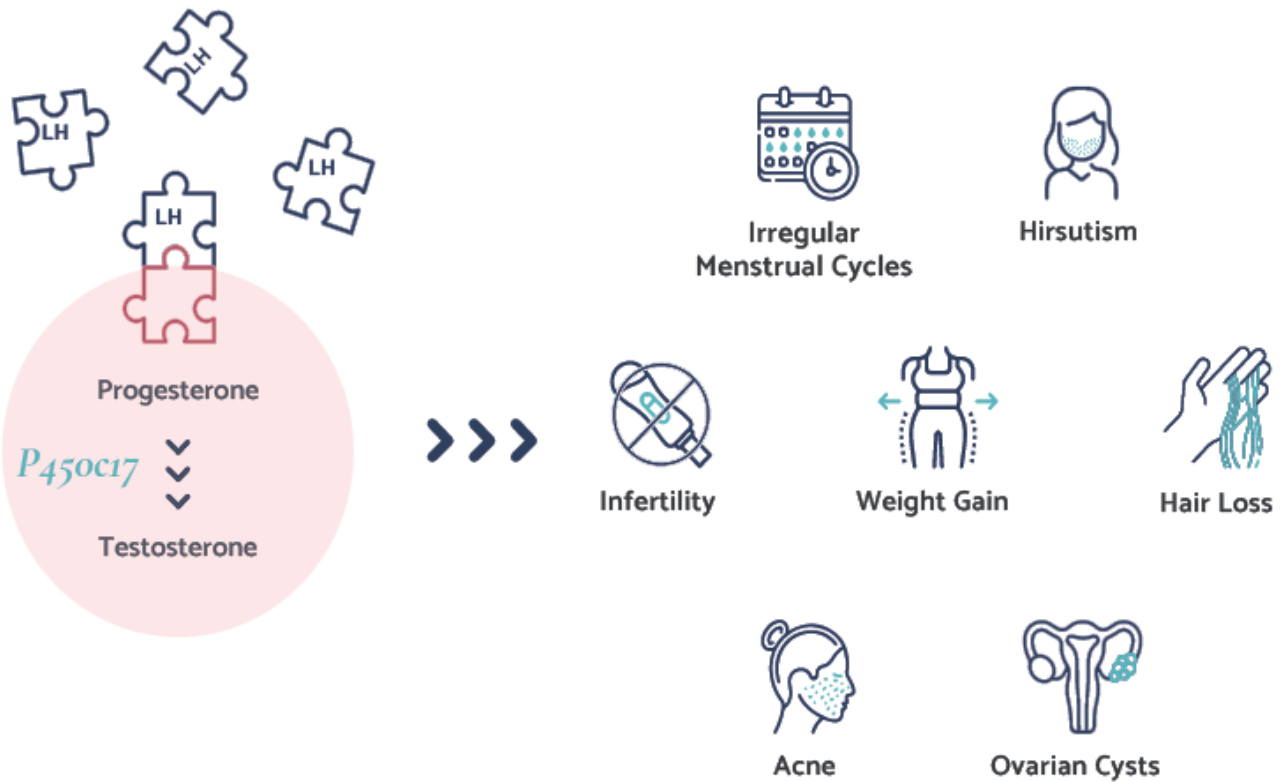 LH
LH
LH
LH
Progesterone
P450c17
Testosterone
Irregular
Menstrual Cycles
Hirsutism
Infertility
Weight Gain
Hair Loss
Acne
Ovarian Cysts